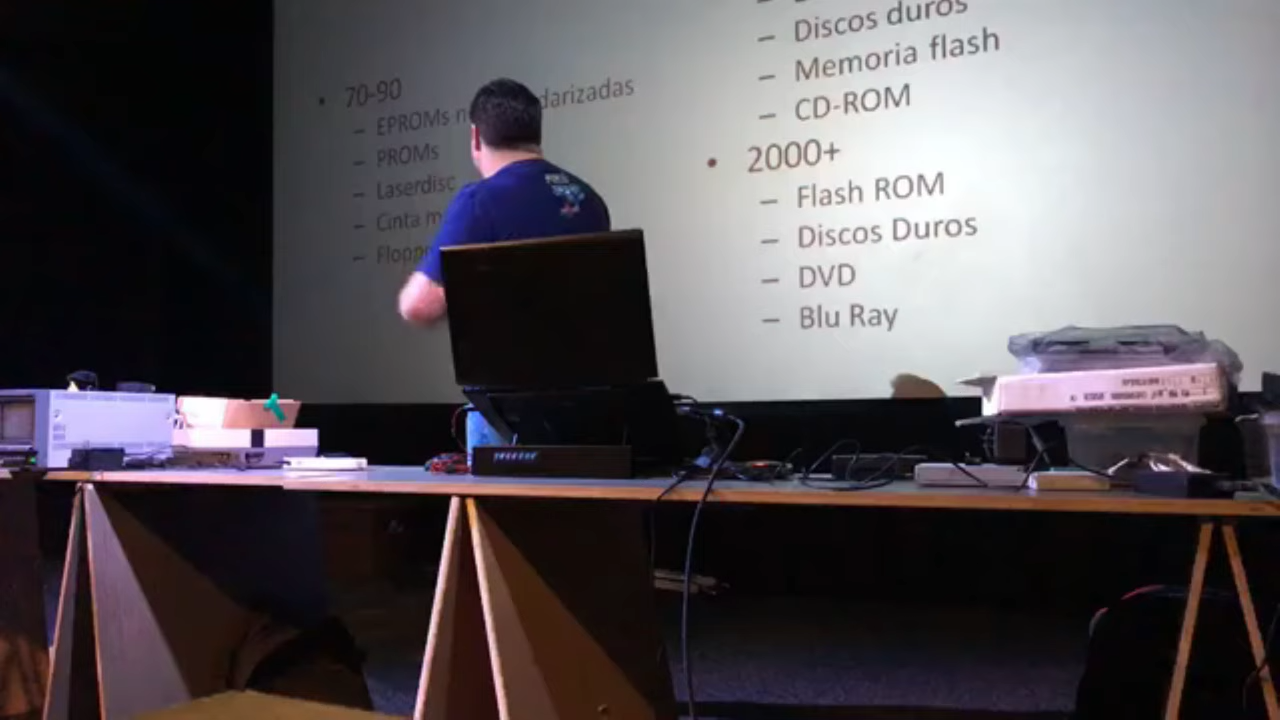 70-90
– EPROMs darizadas
– PROMs
– Laserdisc
– Cinta
Discos duros
– Memoria flash
– CD-ROM
2000+
– Flash ROM
– Discos Duros
– DVD
– Blu Ray